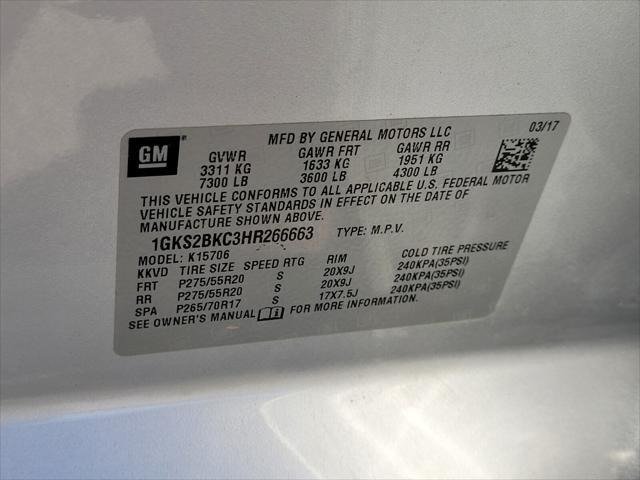 GM
MFD BY GENERAL MOTORS LLC 03/17
GVWR GAWR FRT GAWR RR
3311 KG 1633 KG 1951 KG
7300 LB 3600 LB 4300 LB
THIS VEHICLE CONFORMS TO ALL APPLICABLE U.S. FEDERAL MOTOR
VEHICLE SAFETY STANDARDS IN EFFECT ON THE DATE OF
MANUFACTURE SHOWN ABOVE.
1GKS2BKC3HR266663 TYPE: M.P.V.
MODEL: K15706
KKVD TIRE SIZE SPEED RTG RIM COLD TIRE PRESSURE
FRT P275/55R20 S 20X9J 240KPA(35PSI)
RR P275/55R20 S 20X9J 240KPA(35PSI)
SPA P265/70R17 S 17X7.5J 240KPA(35PSI)
SEE OWNER'S MANUAL FOR MORE INFORMATION.